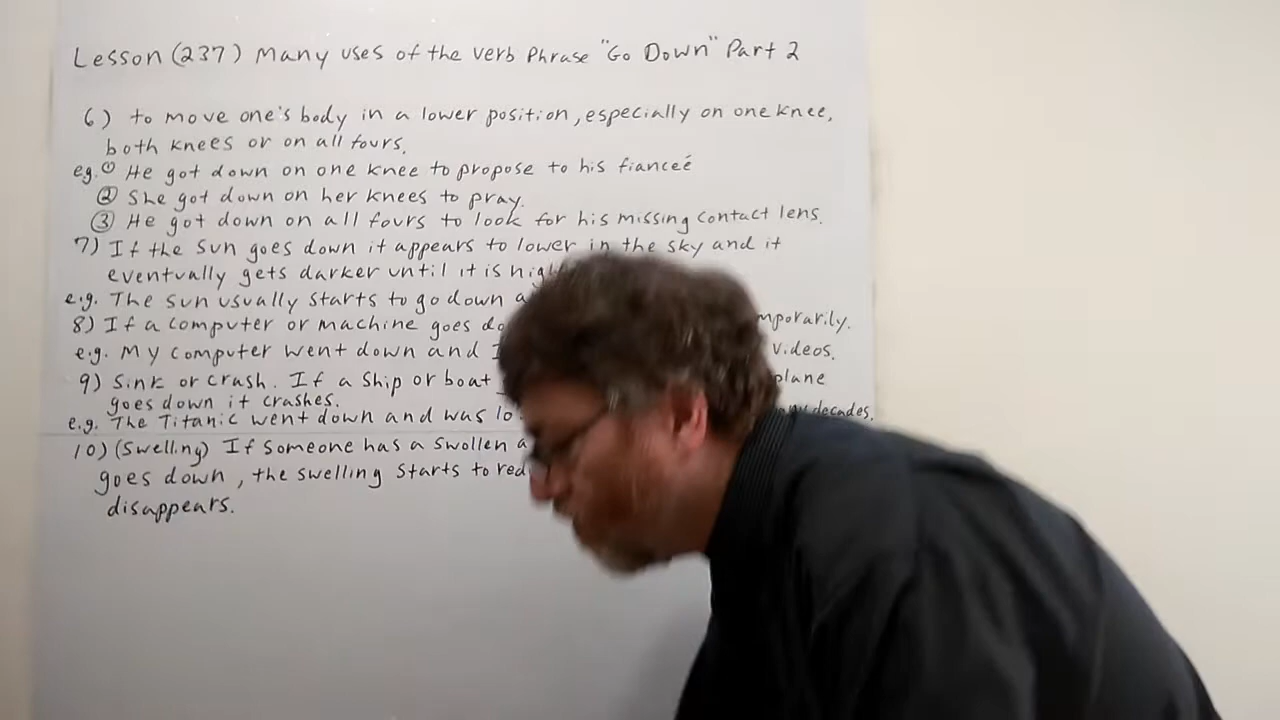 Lesson (237) Many uses of the verb Phrase "Go Down" Part 2
6) to move one's body in a lower position, especially on one knee,
both knees or on all fours.
eg. ① He got down on one knee to propose to his fianceé
② She got down on her knees to pray.
③ He got down on all fours to look for his missing contact lens.
7) If the sun goes down it appears to lower in the sky and it
eventually gets darker until it is
e.g. The sun usually starts to go down
8) If a computer or machine goes
e.g. My computer went down and videos.
9) Sink or crash. If a ship or boat plane
goes down it crashes.
e.g. The Titanic went down and was decades.
10) (Swelling) If someone has a swollen
goes down, the swelling starts to
disappears.